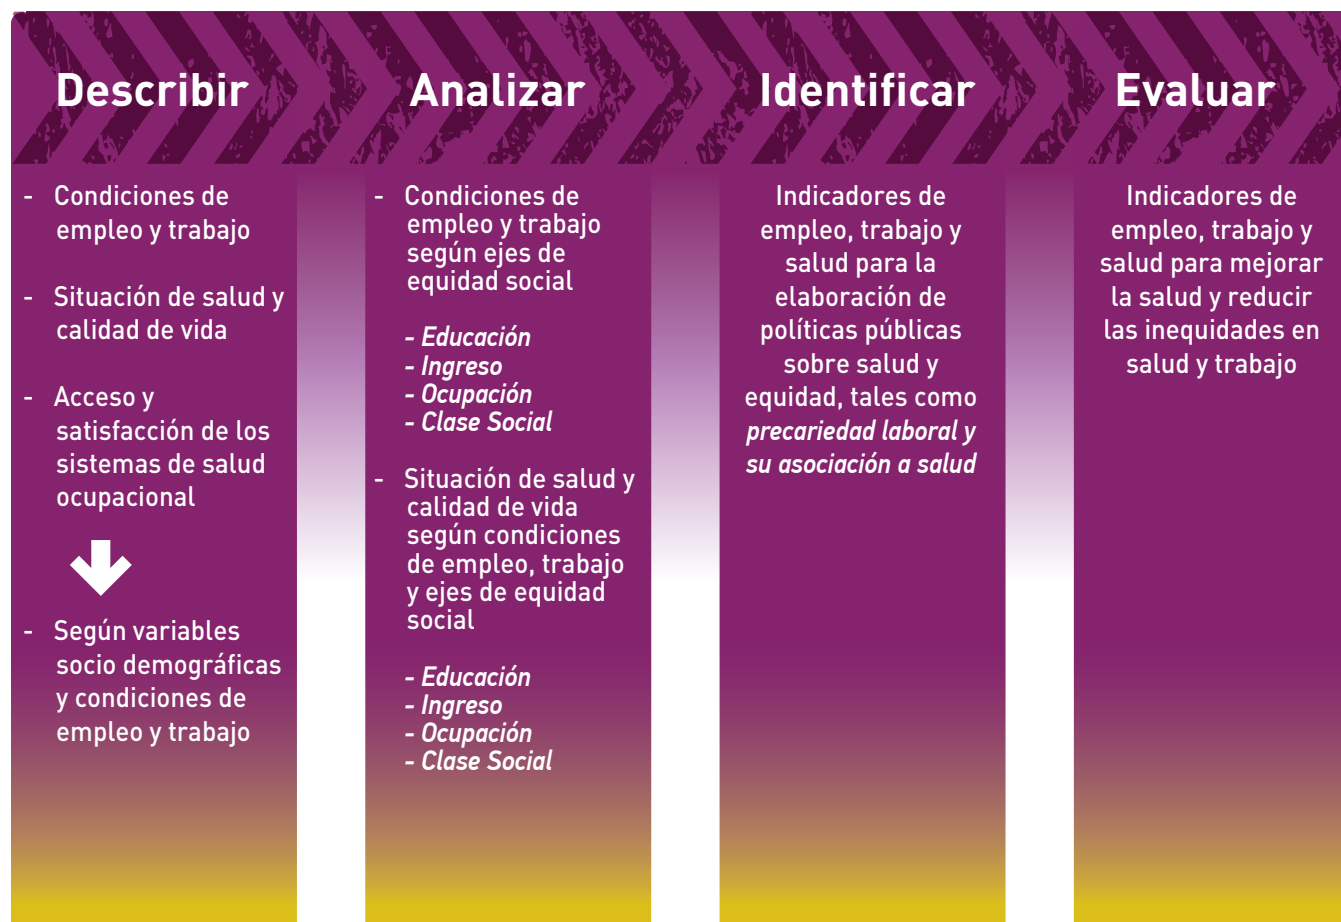 Describir
- Condiciones de
empleo y trabajo
- Situación de salud y
calidad de vida
- Acceso y
satisfacción de los
sistemas de salud
ocupacional
- Según variables
socio demográficas
y condiciones de
empleo y trabajo
Analizar
- Condiciones de
empleo y trabajo
según ejes de
equidad social
- Educación
- Ingreso
- Ocupación
- Clase Social
- Situación de salud y
calidad de vida
según condiciones
de empleo, trabajo
y ejes de equidad
social
- Educación
- Ingreso
- Ocupación
- Clase Social
Identificar
Indicadores de
empleo, trabajo y
salud para la
elaboración de
políticas públicas
sobre salud y
equidad, tales como
precariedad laboral y
su asociación a salud
Evaluar
Indicadores de
empleo, trabajo y
salud para mejorar
la salud y reducir
las inequidades en
salud y trabajo